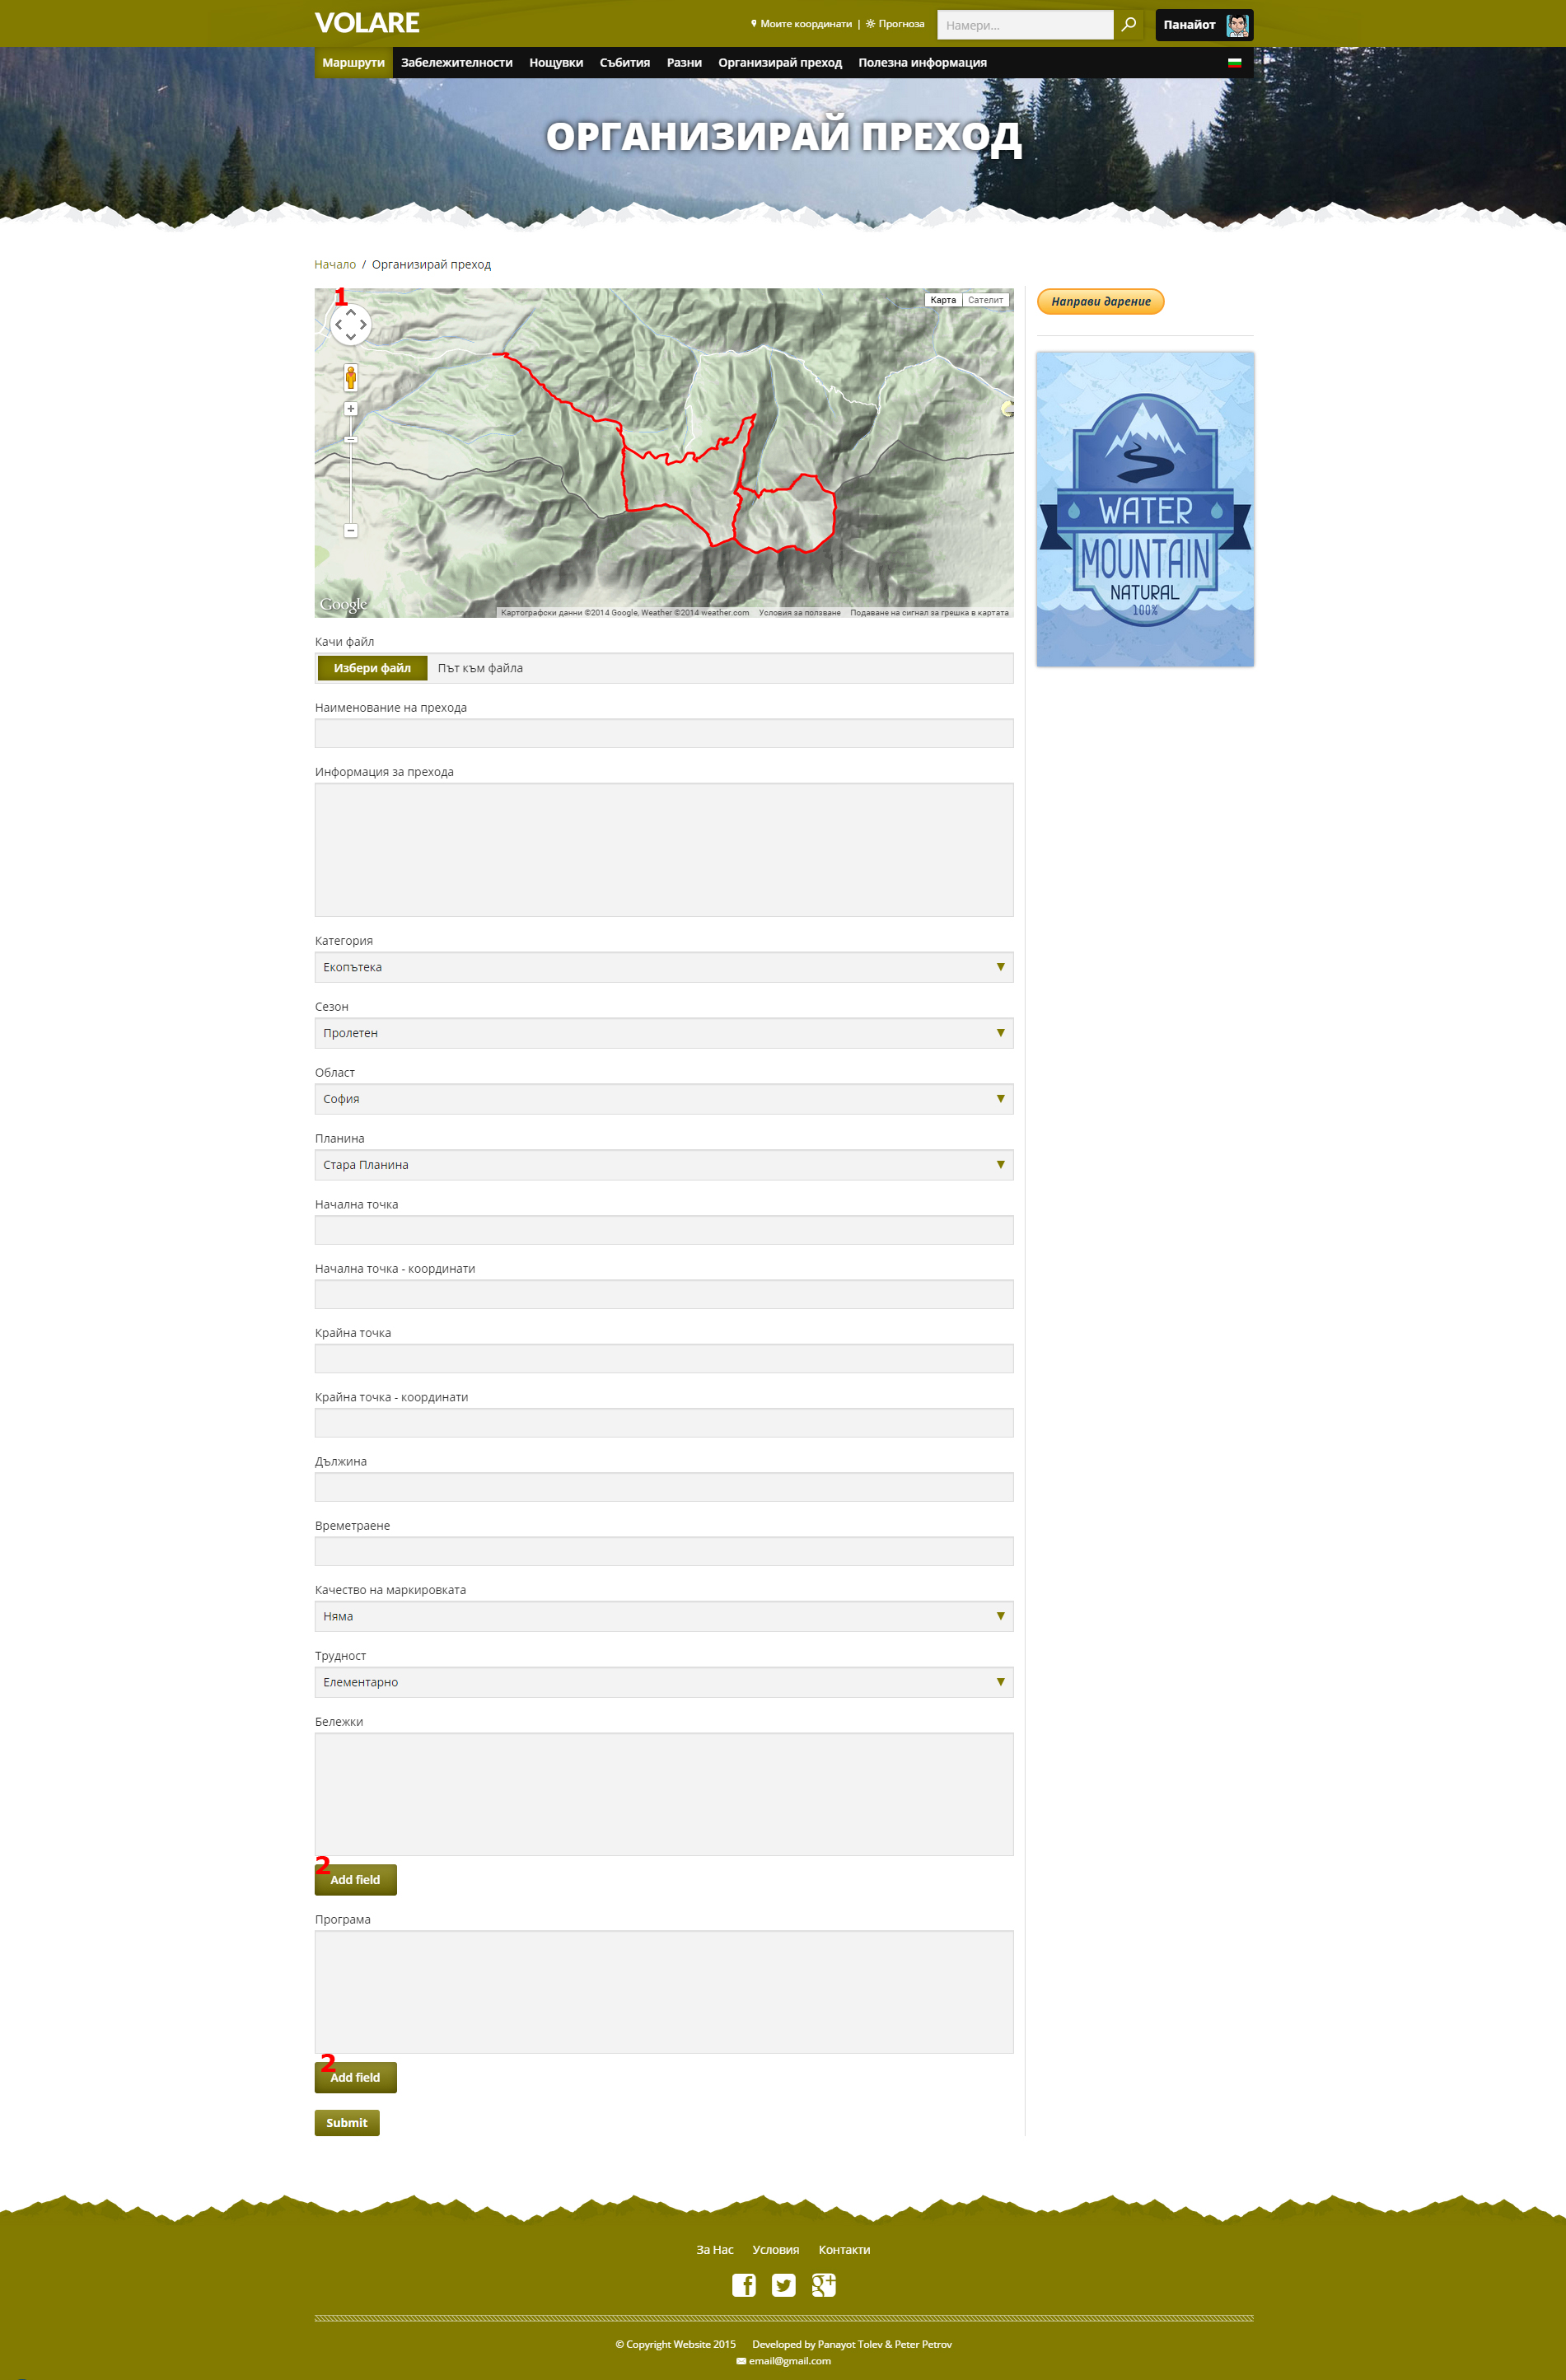 VOLARE
Моите координати | Прогноза
Намери...
Панайот
Маршрути Забележителности Нощувки Събития Разни Организирай преход Полезна информация
ОРГАНИЗИРАЙ ПРЕХОД
Начало / Организирай преход
1
Карта Сателит
Google
Картографски данни ©2014 Google, Weather ©2014 weather.com Условия за ползване Подаване на сигнал за грешка в картата
Направи дарение
WATER
MOUNTAIN
NATURAL
100%
Качи файл
Избери файл Път към файла
Наименование на прехода
Информация за прехода
Категория
Екопътека
Сезон
Пролетен
Област
София
Планина
Стара Планина
Начална точка
Начална точка - координати
Крайна точка
Крайна точка - координати
Дължина
Времетраене
Качество на маркировката
Няма
Трудност
Елементарно
Бележки
2
Add field
Програма
2
Add field
Submit
За Нас Условия Контакти
© Copyright Website 2015 Developed by Panayot Tolev & Peter Petrov
email@gmail.com